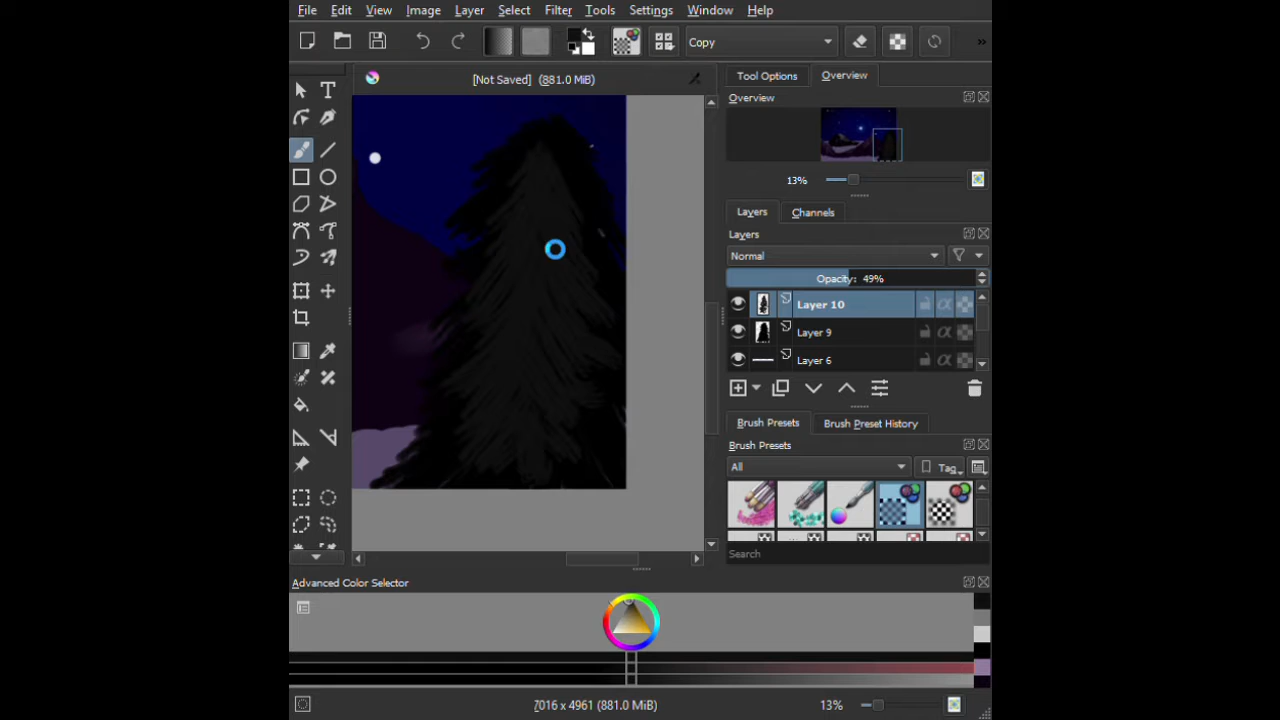 File Edit View Image Layer Select Filter Tools Settings Window Help
Copy
[Not Saved] (881.0 MiB)
Tool Options Overview
Overview
13%
Layers Channels
Layers
Normal
Opacity: 49%
Layer 10
Layer 9
Layer 6
Brush Presets Brush Preset History
Brush Presets
All Tag
Search
Advanced Color Selector
7016 x 4961 (881.0 MiB) 13%